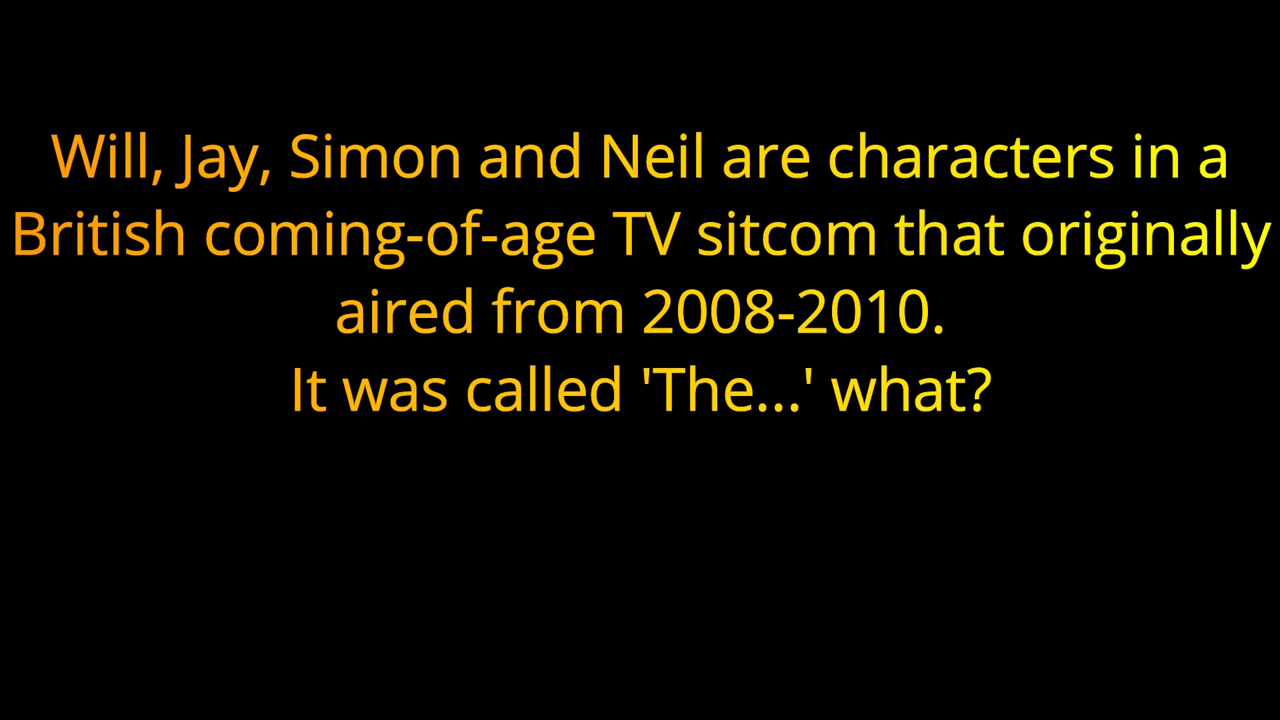 Will, Jay, Simon and Neil are characters in a
British coming-of-age TV sitcom that originally
aired from 2008-2010.
It was called 'The...' what?